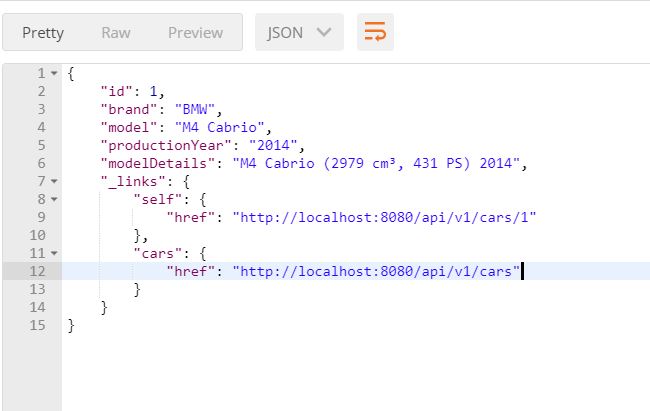 Pretty Raw Preview JSON
1 {
2 "id": 1,
3 "brand": "BMW",
4 "model": "M4 Cabrio",
5 "productionYear": "2014",
6 "modelDetails": "M4 Cabrio (2979 cm³, 431 PS) 2014",
7 "_links": {
8 "self": {
9 "href": "http://localhost:8080/api/v1/cars/1"
10 },
11 "cars": {
12 "href": "http://localhost:8080/api/v1/cars"
13 }
14 }
15 }